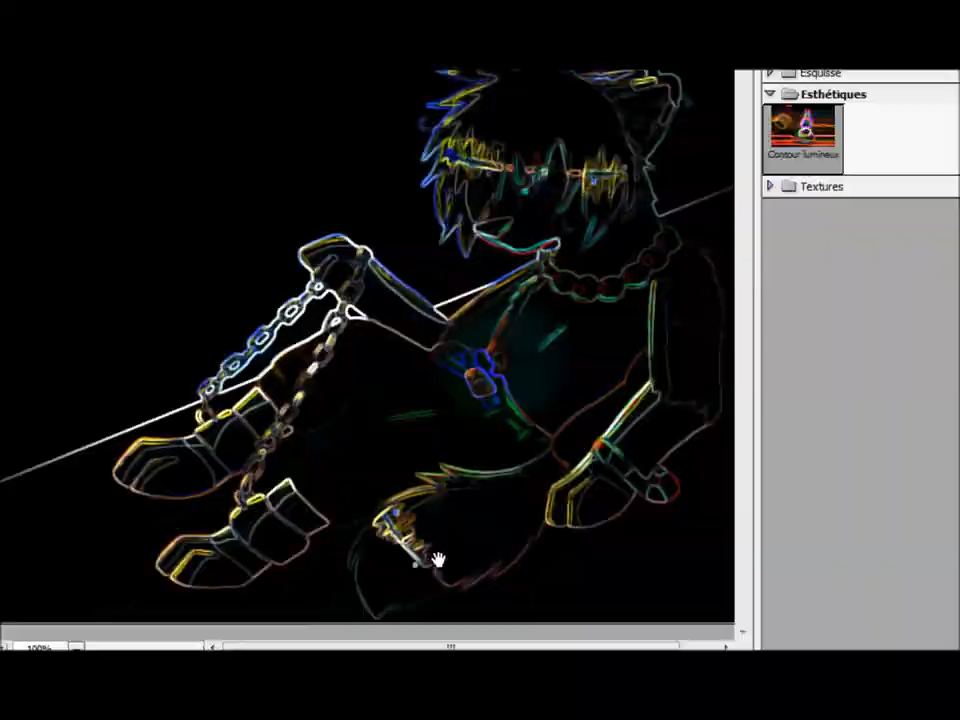 Esquisse
Esthétiques
Contour lumineux
Textures
100%